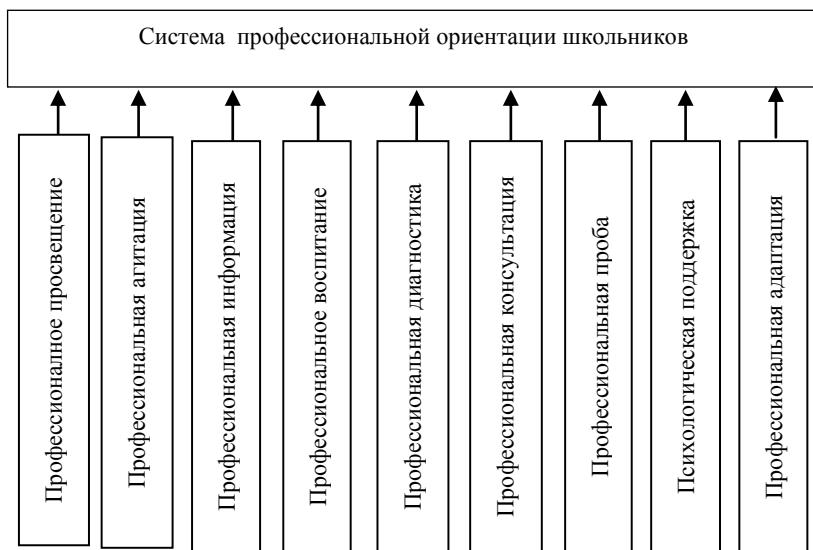 Система профессиональной ориентации школьников
Профессионалное просвещение
Профессиональная агитация
Профессиональная информация
Профессиональное воспитание
Профессиональная диагностика
Профессиональная консультация
Профессиональная проба
Психологическая поддержка
Профессиональная адаптация